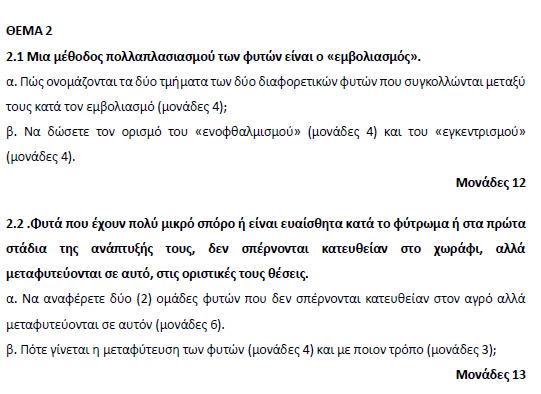 ΘΕΜΑ 2
2.1 Μια μέθοδος πολλαπλασιασμού των φυτών είναι ο «εμβολιασμός».
α. Πώς ονομάζονται τα δύο τμήματα των δύο διαφορετικών φυτών που συγκολλώνται μεταξύ
τους κατά τον εμβολιασμό (μονάδες 4);
β. Να δώσετε τον ορισμό του «ενοφθαλμισμού» (μονάδες 4) και του «εγκεντρισμού»
(μονάδες 4).
Μονάδες 12
2.2 .Φυτά που έχουν πολύ μικρό σπόρο ή είναι ευαίσθητα κατά το φύτρωμα ή στα πρώτα
στάδια της ανάπτυξής τους, δεν σπέρνονται κατευθείαν στο χωράφι, αλλά
μεταφυτεύονται σε αυτό, στις οριστικές τους θέσεις.
α. Να αναφέρετε δύο (2) ομάδες φυτών που δεν σπέρνονται κατευθείαν στον αγρό αλλά
μεταφυτεύονται σε αυτόν (μονάδες 6).
β. Πότε γίνεται η μεταφύτευση των φυτών (μονάδες 4) και με ποιον τρόπο (μονάδες 3);
Μονάδες 13